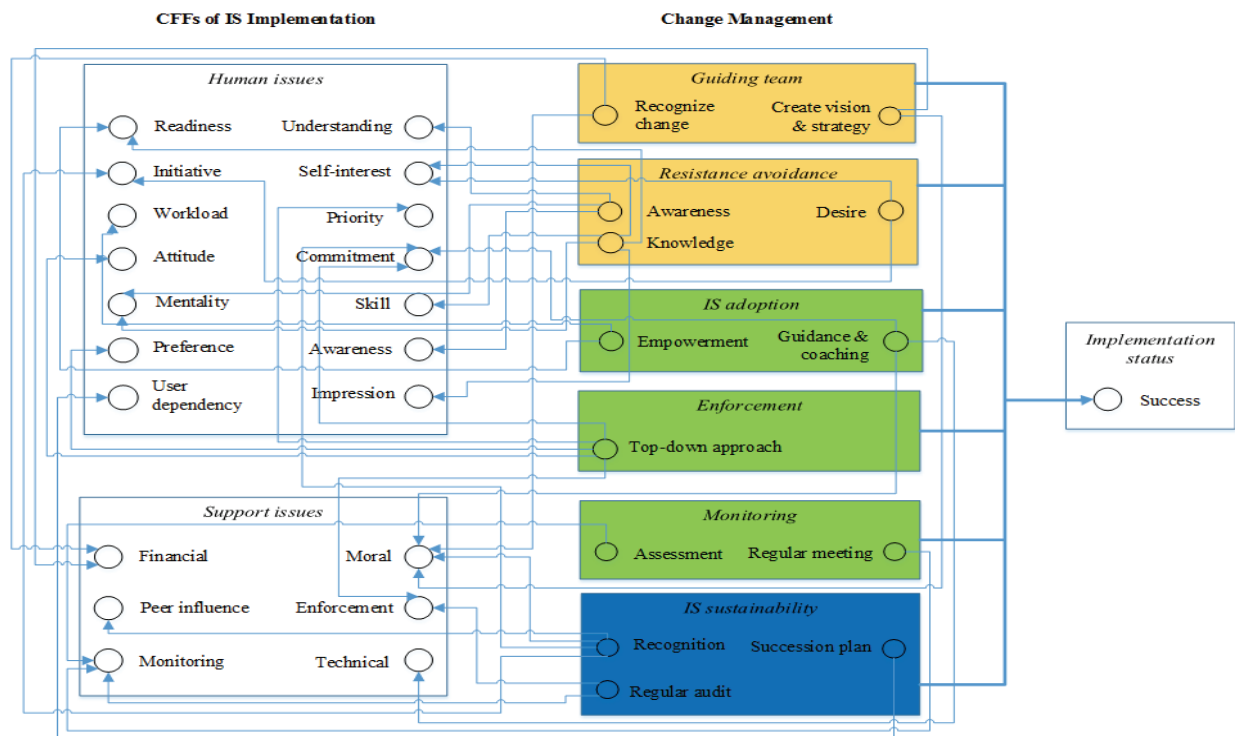 CFFs of IS Implementation
Change Management
Human issues
Readiness
Understanding
Initiative
Self-interest
Workload
Priority
Attitude
Commitment
Mentality
Skill
Preference
Awareness
User
dependency
Impression
Support issues
Financial
Moral
Peer influence
Enforcement
Monitoring
Technical
Guiding team
Recognize
change
Create vision
& strategy
Resistance avoidance
Awareness
Desire
Knowledge
IS adoption
Empowerment
Guidance &
coaching
Enforcement
Top-down approach
Monitoring
Assessment
Regular meeting
IS sustainability
Recognition
Succession plan
Regular audit
Implementation
status
Success